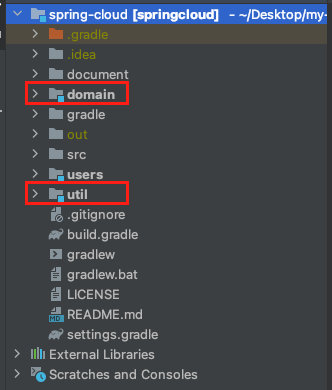 spring-cloud [springcloud] ~/Desktop/my-
.gradle
.idea
document
domain
gradle
out
src
users
util
.gitignore
build.gradle
gradlew
gradlew.bat
LICENSE
README.md
settings.gradle
External Libraries
Scratches and Consoles